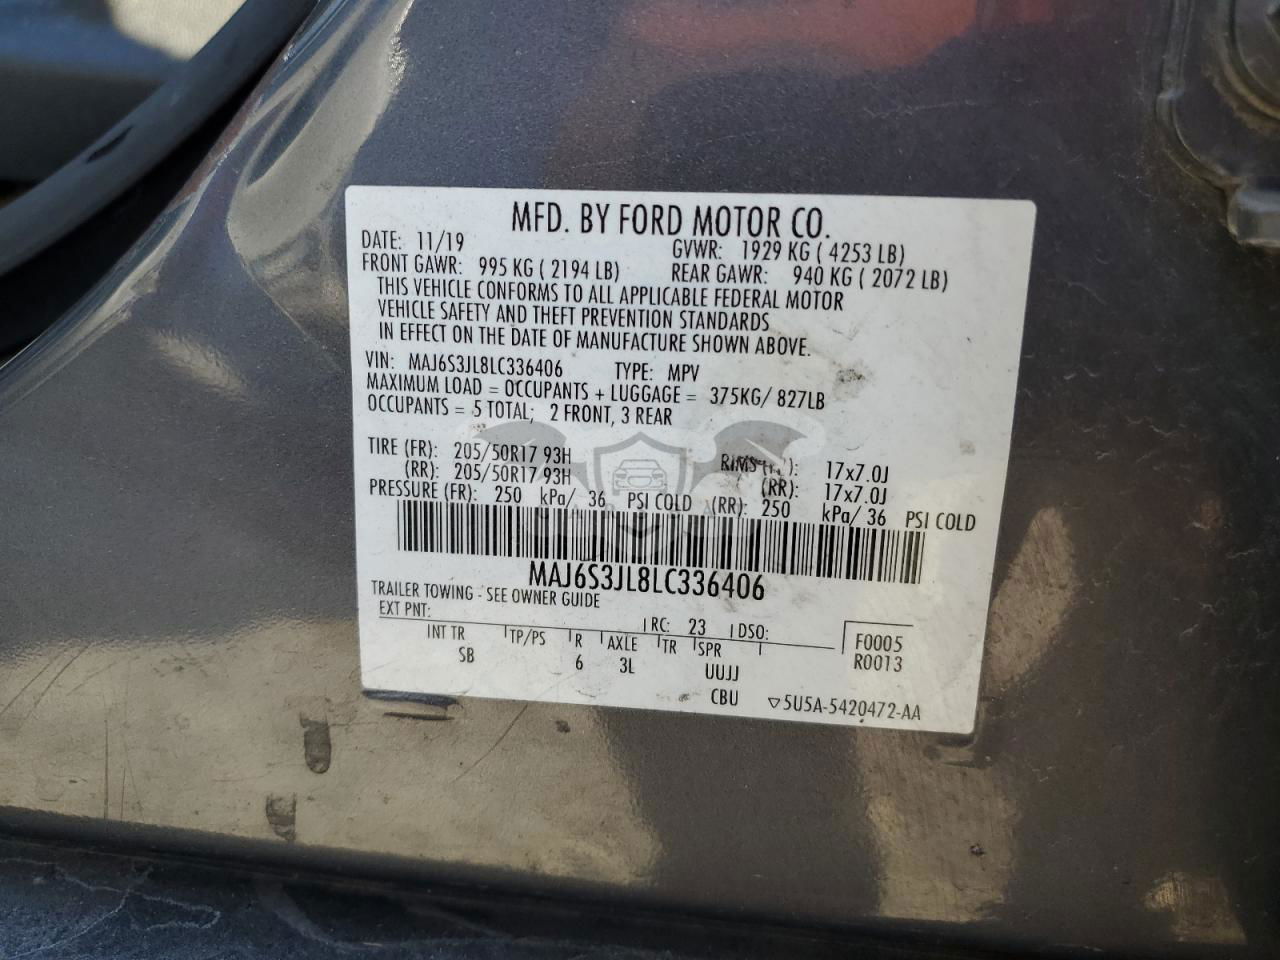 MFD. BY FORD MOTOR CO.
DATE: 11/19 GVWR: 1929 KG ( 4253 LB)
FRONT GAWR: 995 KG ( 2194 LB) REAR GAWR: 940 KG ( 2072 LB)
THIS VEHICLE CONFORMS TO ALL APPLICABLE FEDERAL MOTOR
VEHICLE SAFETY AND THEFT PREVENTION STANDARDS
IN EFFECT ON THE DATE OF MANUFACTURE SHOWN ABOVE.
VIN: MAJ6S3JL8LC336406 TYPE: MPV
MAXIMUM LOAD = OCCUPANTS + LUGGAGE = 375KG/ 827LB
OCCUPANTS = 5 TOTAL; 2 FRONT, 3 REAR
TIRE (FR): 205/50R17 93H RIMS 17x7.0J
(RR): 205/50R17 93H (RR): 17x7.0J
PRESSURE (FR): 250 kPa/ 36 PSI COLD (RR): 250 kPa/ 36 PSI COLD
MAJ6S3JL8LC336406
TRAILER TOWING - SEE OWNER GUIDE
EXT PNT: RC: 23 DSO:
INT TR TP/PS R AXLE TR SPR F0005
SB 6 3L UUJJ R0013
CBU 5U5A-5420472-AA